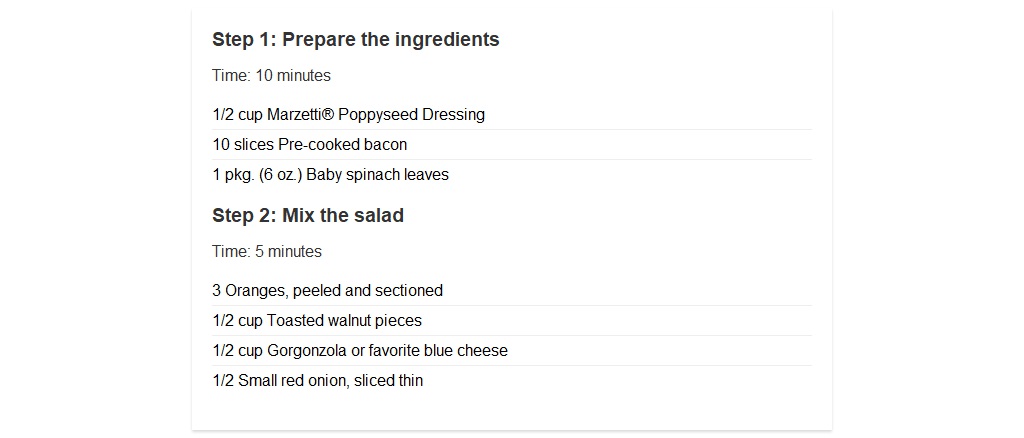 Step 1: Prepare the ingredients
Time: 10 minutes
1/2 cup Marzetti® Poppyseed Dressing
10 slices Pre-cooked bacon
1 pkg. (6 oz.) Baby spinach leaves
Step 2: Mix the salad
Time: 5 minutes
3 Oranges, peeled and sectioned
1/2 cup Toasted walnut pieces
1/2 cup Gorgonzola or favorite blue cheese
1/2 Small red onion, sliced thin